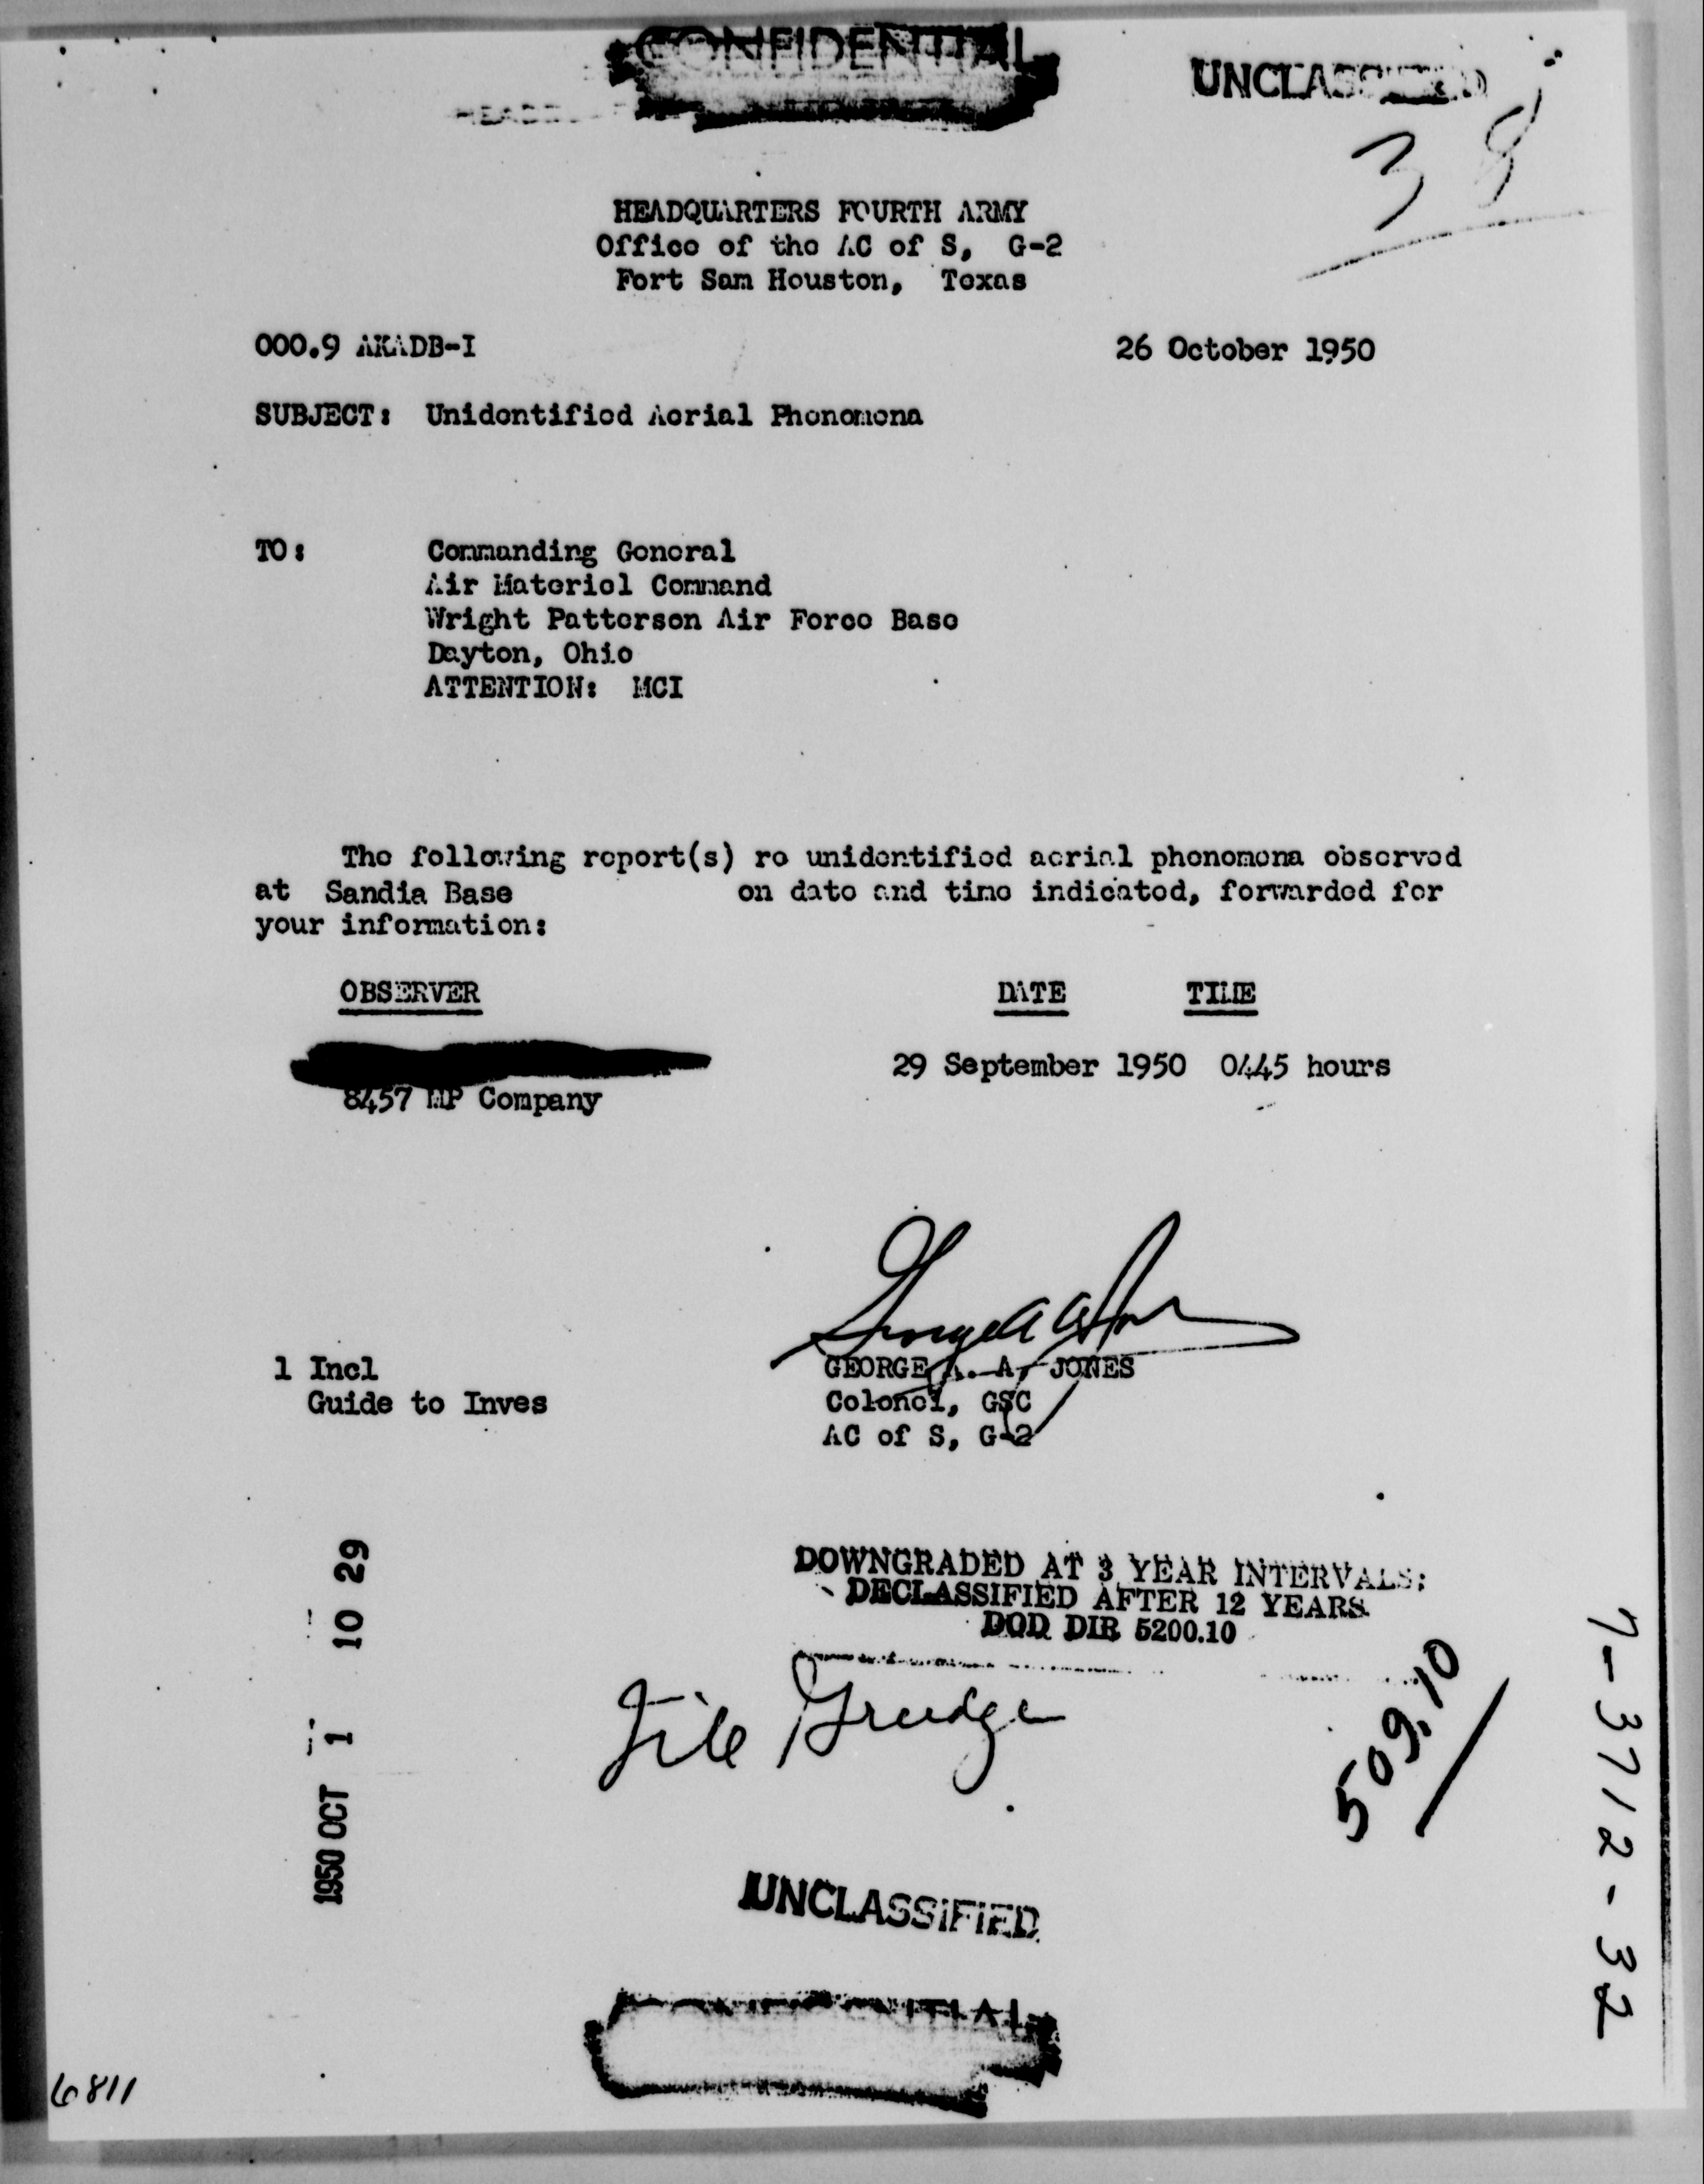 CONFIDENTIAL
UNCLASSIFIED
38
HEADQUARTERS FOURTH ARMY
Office of the AC of S, G-2
Fort Sam Houston, Texas
000.9 AKADB-I
26 October 1950
SUBJECT: Unidentified Aerial Phenomena
TO: Commanding General
Air Materiel Command
Wright Patterson Air Force Base
Dayton, Ohio
ATTENTION: MCI
The following report(s) re unidentified aerial phenomena observed
at Sandia Base on date and time indicated, forwarded for
your information:
OBSERVER DATE TIME
29 September 1950 0445 hours
8457 MP Company
1 Incl
Guide to Inves
GEORGE A. A. JONES
Colonel, GSC
AC of S, G-2
1950 OCT 1 10 29
DOWNGRADED AT 3 YEAR INTERVALS;
DECLASSIFIED AFTER 12 YEARS
DOD DIR 5200.10
File Grudge
509.10
7-3712-32
UNCLASSIFIED
CONFIDENTIAL
6811